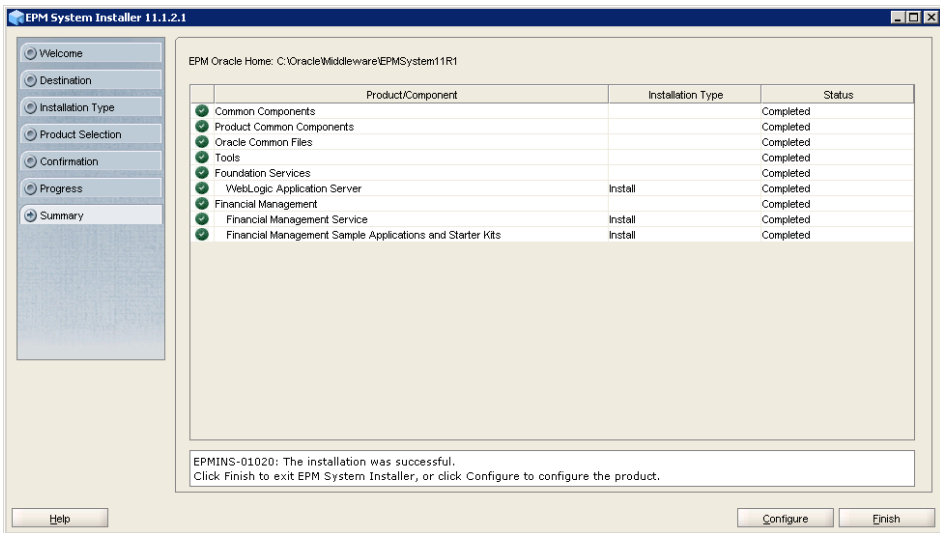 EPM System Installer 11.1.2.1
Welcome
Destination
Installation Type
Product Selection
Confirmation
Progress
Summary
EPM Oracle Home: C:\Oracle\Middleware\EPMSystem11R1
Product/Component Installation Type Status
Common Components Completed
Product Common Components Completed
Oracle Common Files Completed
Tools Completed
Foundation Services Completed
WebLogic Application Server Install Completed
Financial Management Completed
Financial Management Service Install Completed
Financial Management Sample Applications and Starter Kits Install Completed
EPMINS-01020: The installation was successful.
Click Finish to exit EPM System Installer, or click Configure to configure the product.
Help Configure Finish